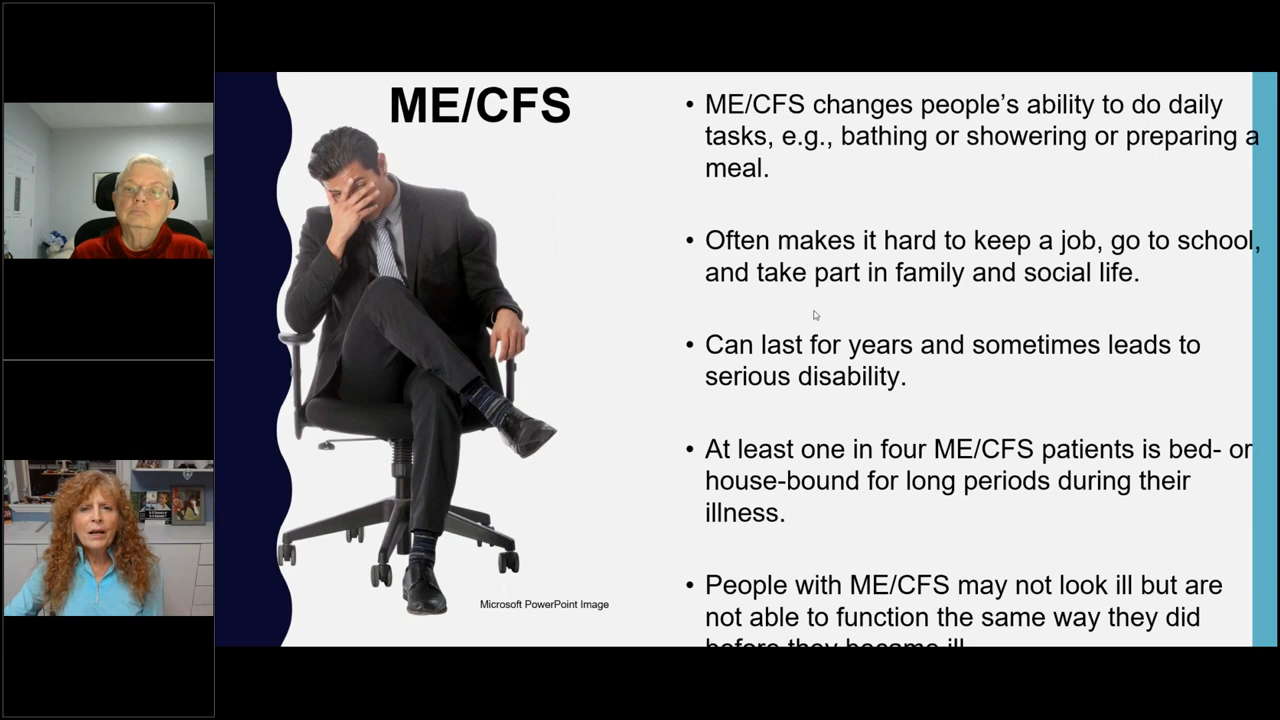 ME/CFS
• ME/CFS changes people's ability to do daily
tasks, e.g., bathing or showering or preparing a
meal.
• Often makes it hard to keep a job, go to school,
and take part in family and social life.
• Can last for years and sometimes leads to
serious disability.
• At least one in four ME/CFS patients is bed- or
house-bound for long periods during their
illness.
• People with ME/CFS may not look ill but are
not able to function the same way they did
before they became ill
Microsoft PowerPoint Image